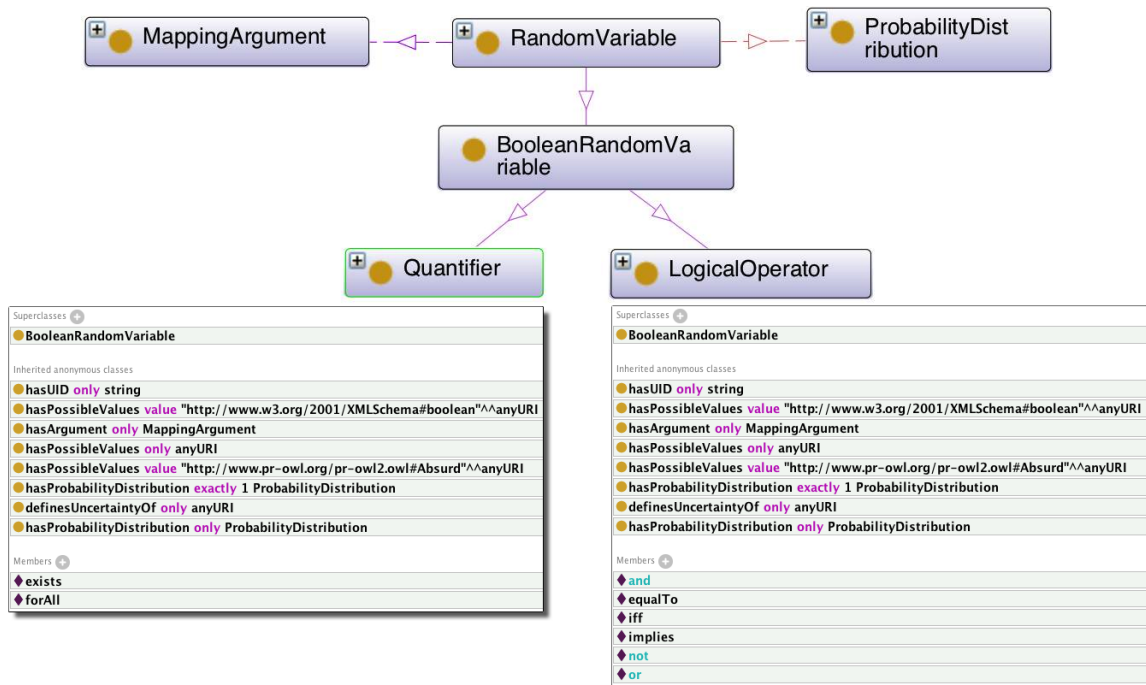 MappingArgument
RandomVariable
ProbabilityDist
ribution
BooleanRandomVa
riable
Quantifier
LogicalOperator
Superclasses
BooleanRandomVariable
Inherited anonymous classes
hasUID only string
hasPossibleValues value "http://www.w3.org/2001/XMLSchema#boolean"^^anyURI
hasArgument only MappingArgument
hasPossibleValues only anyURI
hasPossibleValues value "http://www.pr-owl.org/pr-owl2.owl#Absurd"^^anyURI
hasProbabilityDistribution exactly 1 ProbabilityDistribution
definesUncertaintyOf only anyURI
hasProbabilityDistribution only ProbabilityDistribution
Members
exists
forAll
Superclasses
BooleanRandomVariable
Inherited anonymous classes
hasUID only string
hasPossibleValues value "http://www.w3.org/2001/XMLSchema#boolean"^^anyURI
hasArgument only MappingArgument
hasPossibleValues only anyURI
hasPossibleValues value "http://www.pr-owl.org/pr-owl2.owl#Absurd"^^anyURI
hasProbabilityDistribution exactly 1 ProbabilityDistribution
definesUncertaintyOf only anyURI
hasProbabilityDistribution only ProbabilityDistribution
Members
and
equalTo
iff
implies
not
or